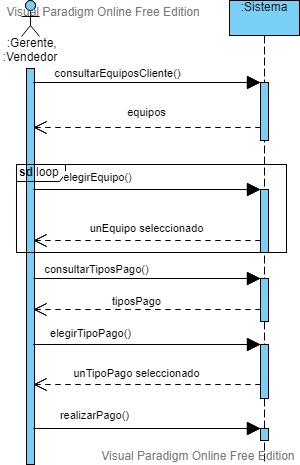 Visual Paradigm Online Free Edition
:Sistema
:Gerente,
:Vendedor
consultarEquiposCliente()
equipos
sd loop
elegirEquipo()
unEquipo seleccionado
consultarTiposPago()
tiposPago
elegirTipoPago()
unTipoPago seleccionado
realizarPago()
Visual Paradigm Online Free Edition